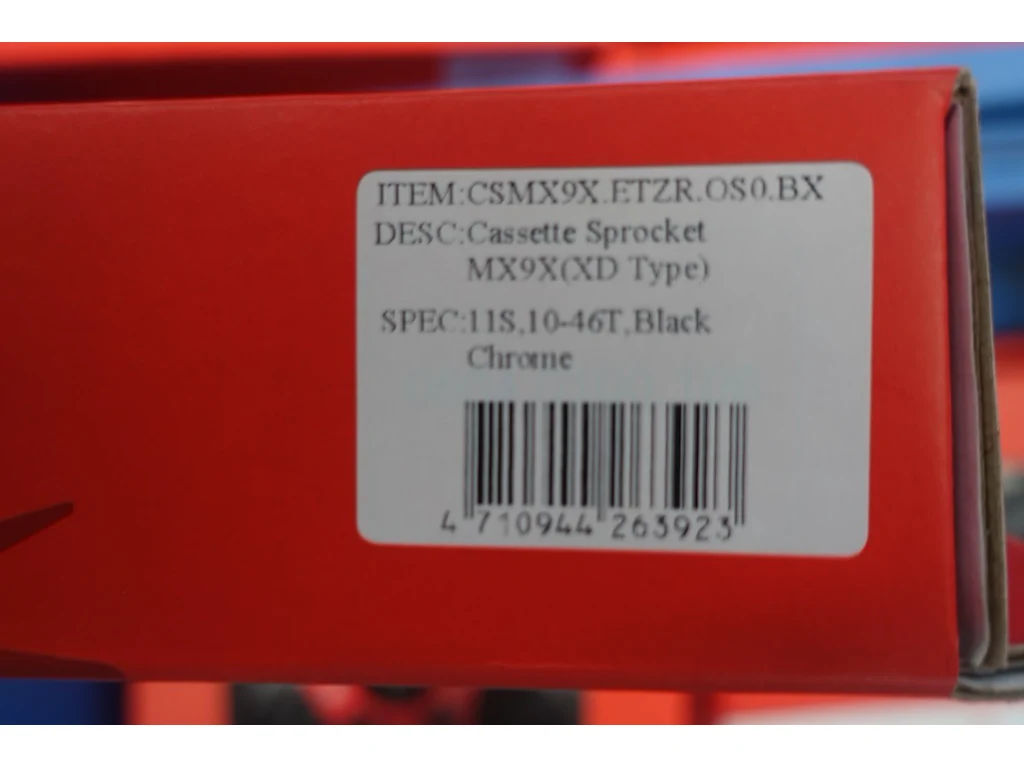 ITEM:CSMX9X.ETZR.OS0.BX
DESC:Cassette Sprocket
MX9X(XD Type)
SPEC:11S,10-46T,Black
Chrome
4 710944 263923